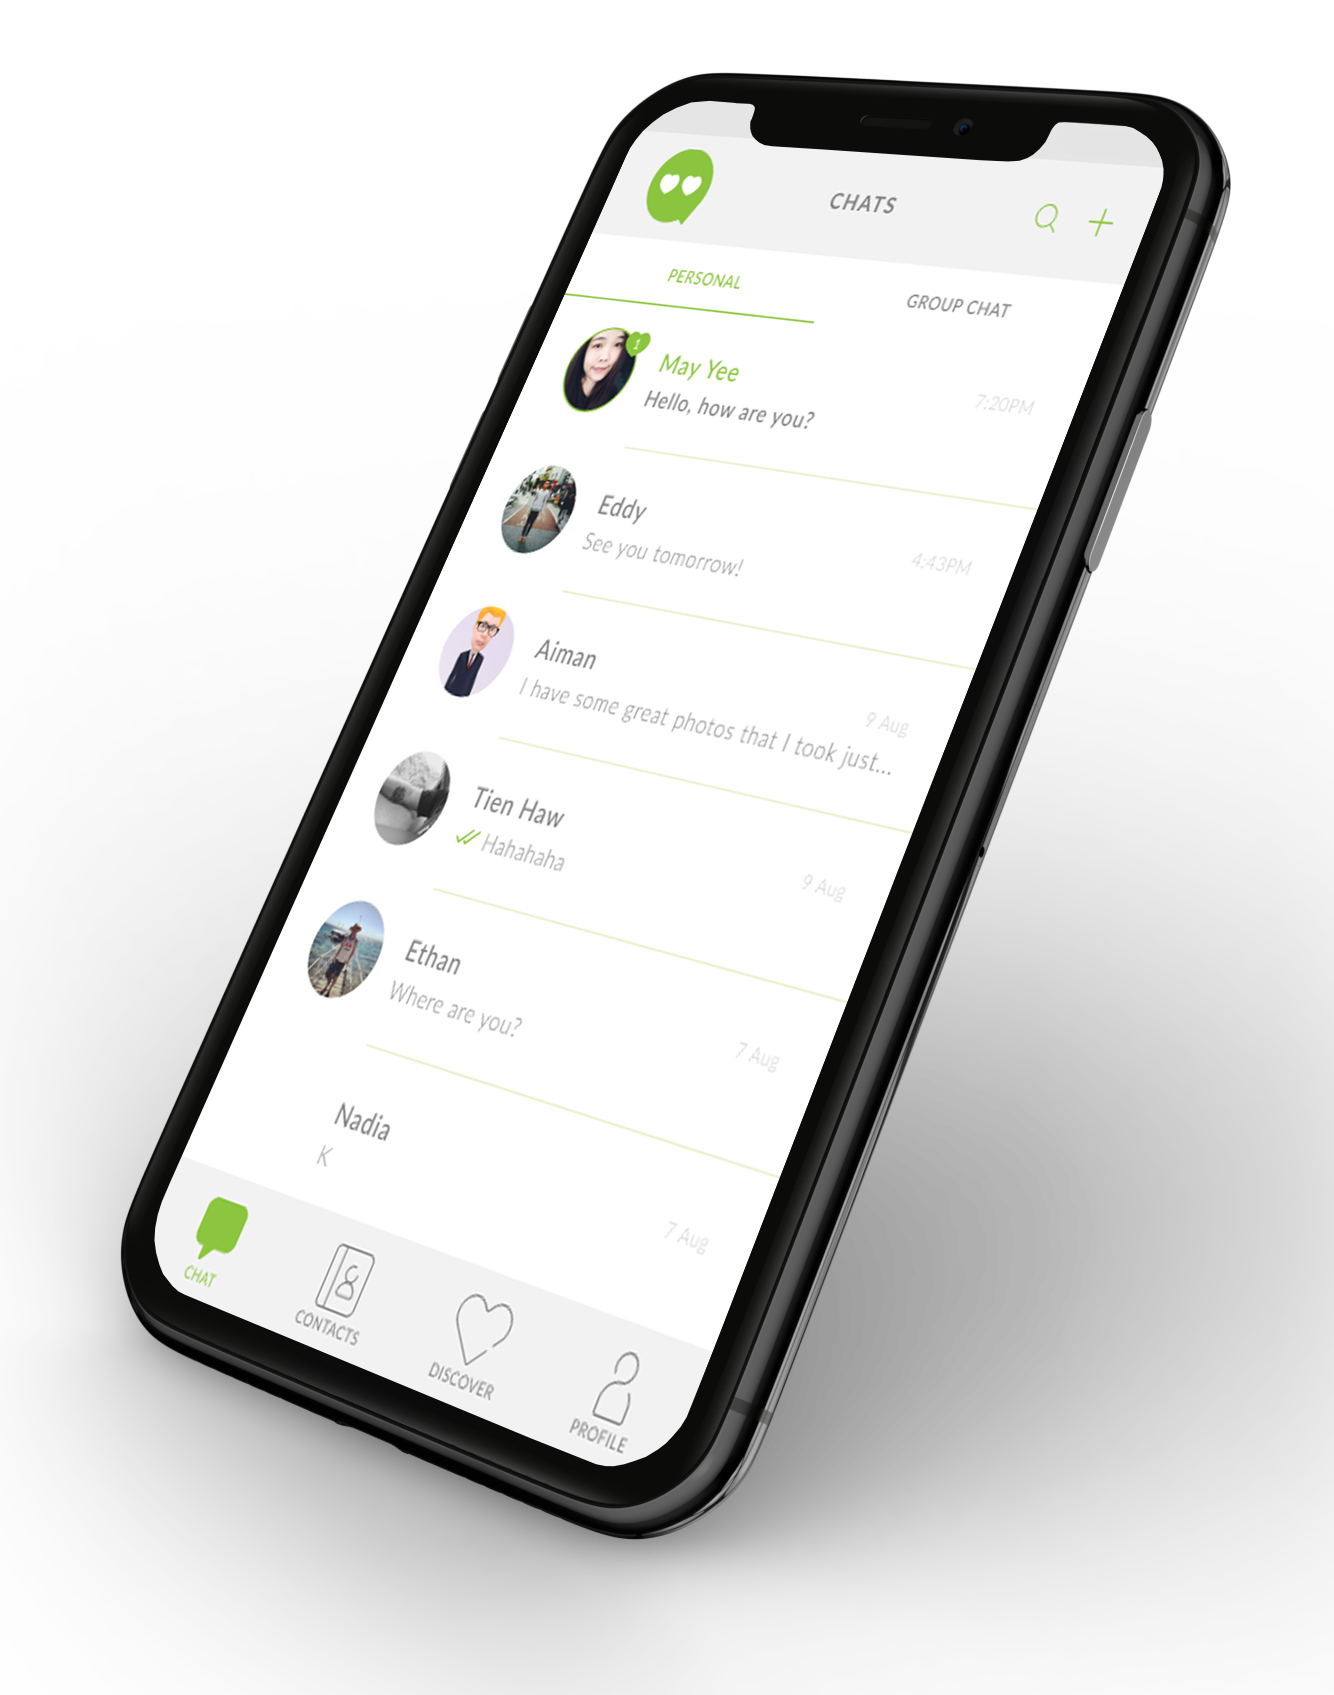 CHATS
PERSONAL
GROUP CHAT
1
May Yee
Hello, how are you?
7:20PM
Eddy
See you tomorrow!
4:43PM
Aiman
I have some great photos that I took just...
9 Aug
Tien Haw
Hahahaha
9 Aug
Ethan
Where are you?
7 Aug
Nadia
K
7 Aug
CHAT
CONTACTS
DISCOVER
PROFILE